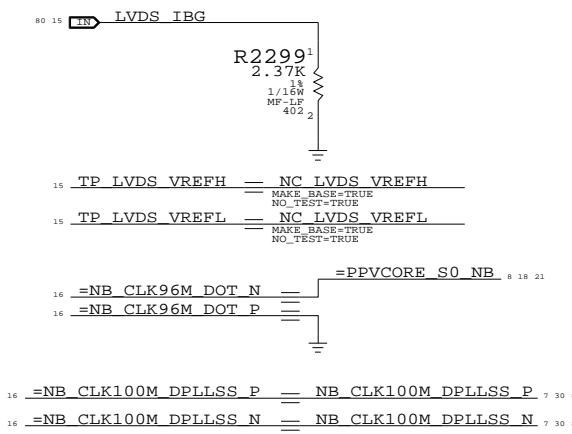 80 15 IN LVDS_IBG
R2299 1
2.37K
1%
1/16W
MF-LF
402 2
15 TP_LVDS_VREFH NC_LVDS_VREFH
MAKE_BASE=TRUE
NO_TEST=TRUE
15 TP_LVDS_VREFL NC_LVDS_VREFL
MAKE_BASE=TRUE
NO_TEST=TRUE
=PPVCORE_S0_NB 8 18 21
16 =NB_CLK96M_DOT_N
16 =NB_CLK96M_DOT_P
16 =NB_CLK100M_DPLLSS_P NB_CLK100M_DPLLSS_P 7 30
16 =NB_CLK100M_DPLLSS_N NB_CLK100M_DPLLSS_N 7 30